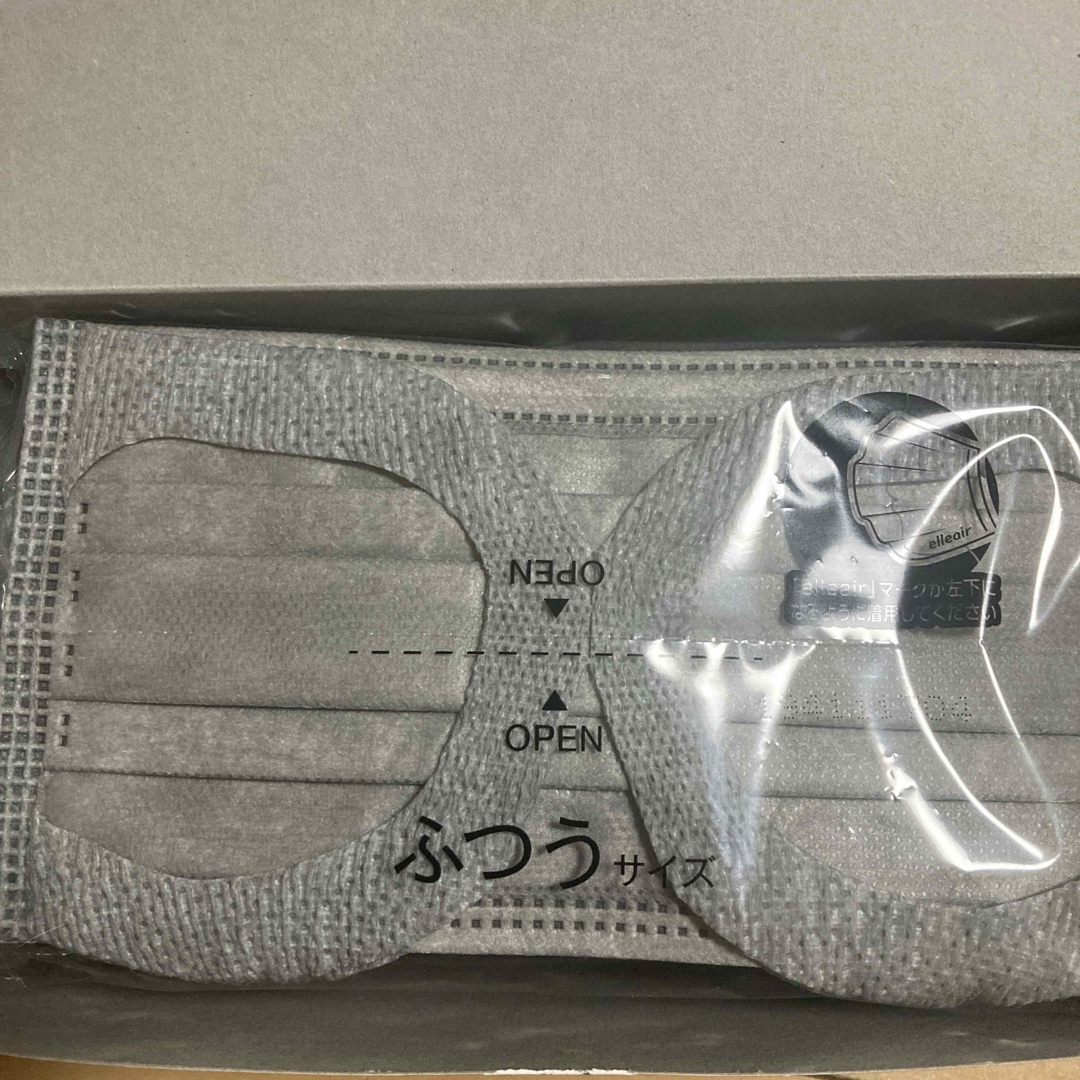 elleair
OPEN
「elleair」マークが左下に
なるように着用してください
OPEN
ふつうサイズ